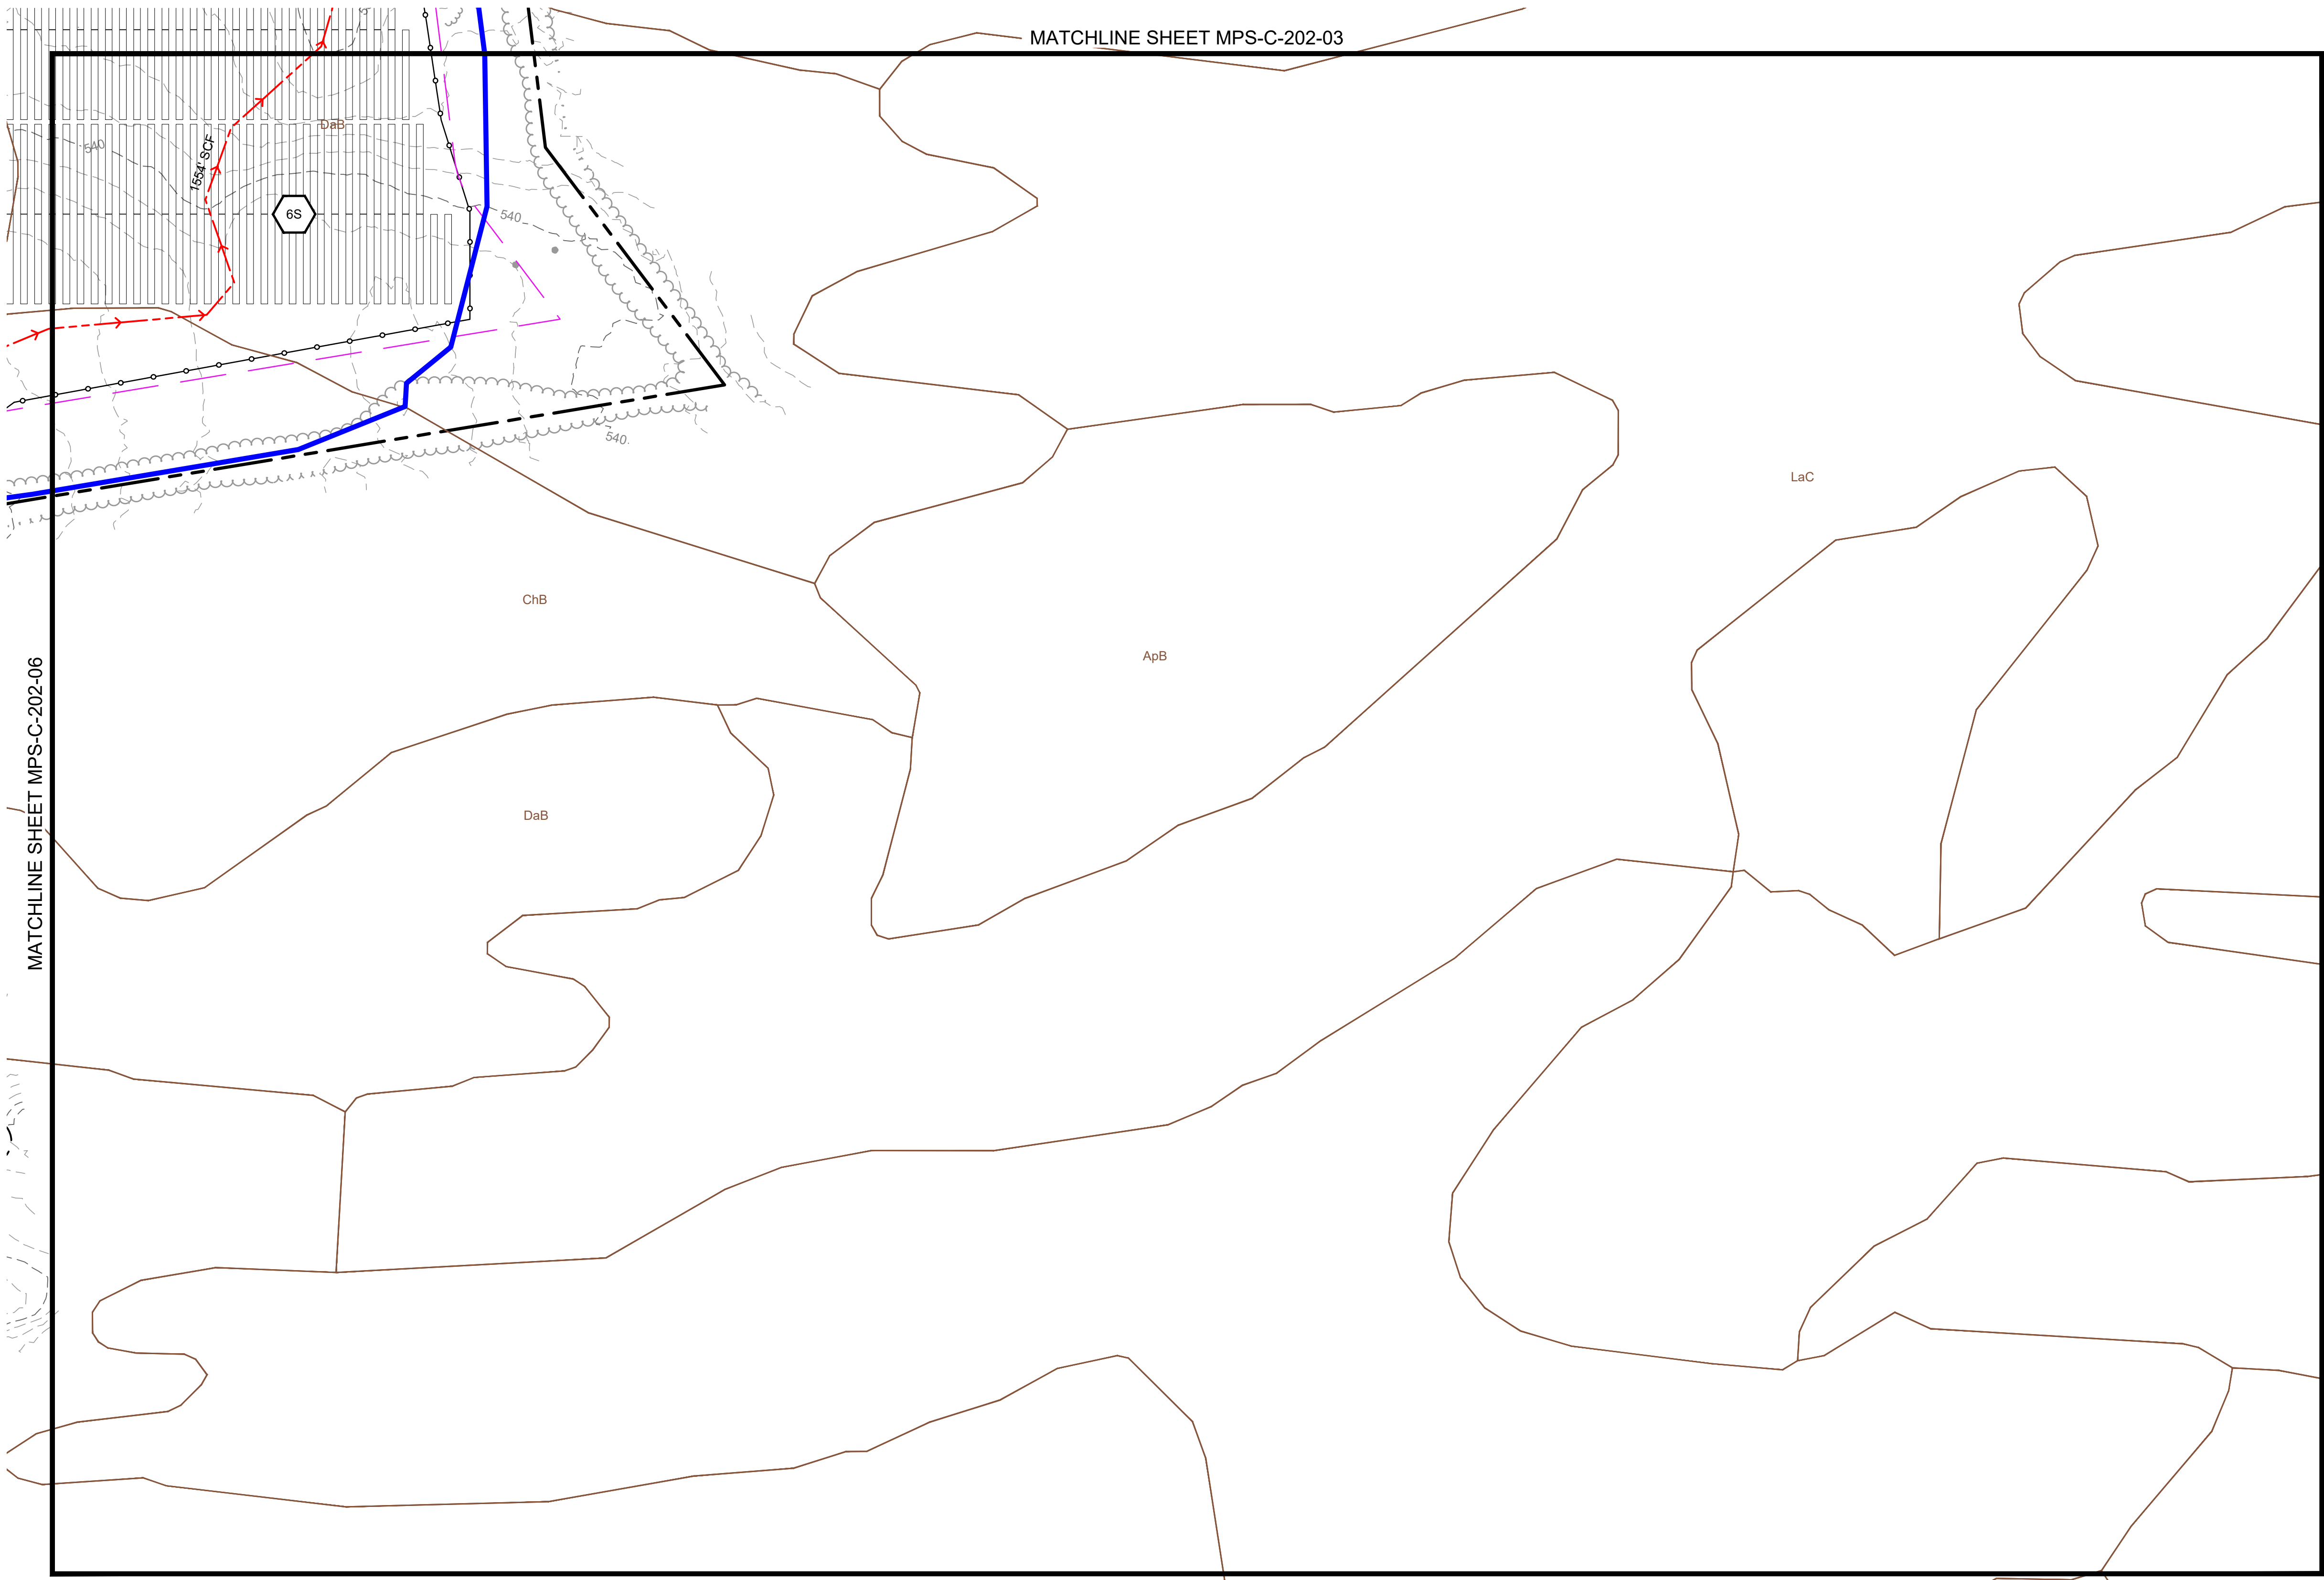 MATCHLINE SHEET MPS-C-202-03
DaB
540
1554' SCF
6S
540
540
LaC
ChB
ApB
MATCHLINE SHEET MPS-C-202-06
DaB